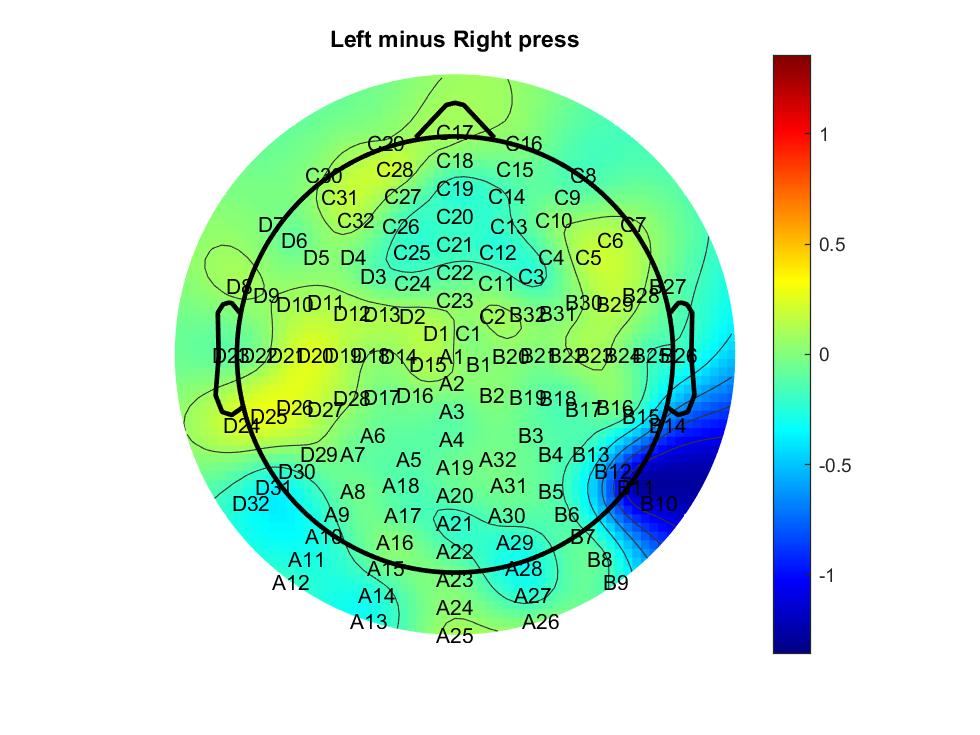 Left minus Right press
C17
C29 C16
C18
C28 C15
C30 C8
C19
C31 C27 C14 C9
C20
C32 C10
D7 C26 C13 C7
D6 C21 C6
D5 D4 C25 C12 C4 C5
D3 C22 C3
D8 C24 C11 B27
D9 C23 B28
D10 D11 B30 B29
D12 D13 D2 C2 B32 B31
D1 C1
D23 D22 D21 D20 D19 D18 D14 A1 B20 B21 B22 B23 B24 B25 B26
D15 B1
A2
D28 D17 D16 B2 B19 B18
D26 D27 A3 B17 B16
D25 B15
D24 B14
A6 A4 B3
D29 A7 B4 B13
A5 A19 A32
D30 B12
D31 A18 A31 B11
D32 A8 A20 B5 B10
A9 A17 A21 A30 B6
A10 A16 A29 B7
A11 A22 B8
A15 A28
A12 A23 B9
A14 A27
A24
A13 A26
A25
1
0.5
0
-0.5
-1